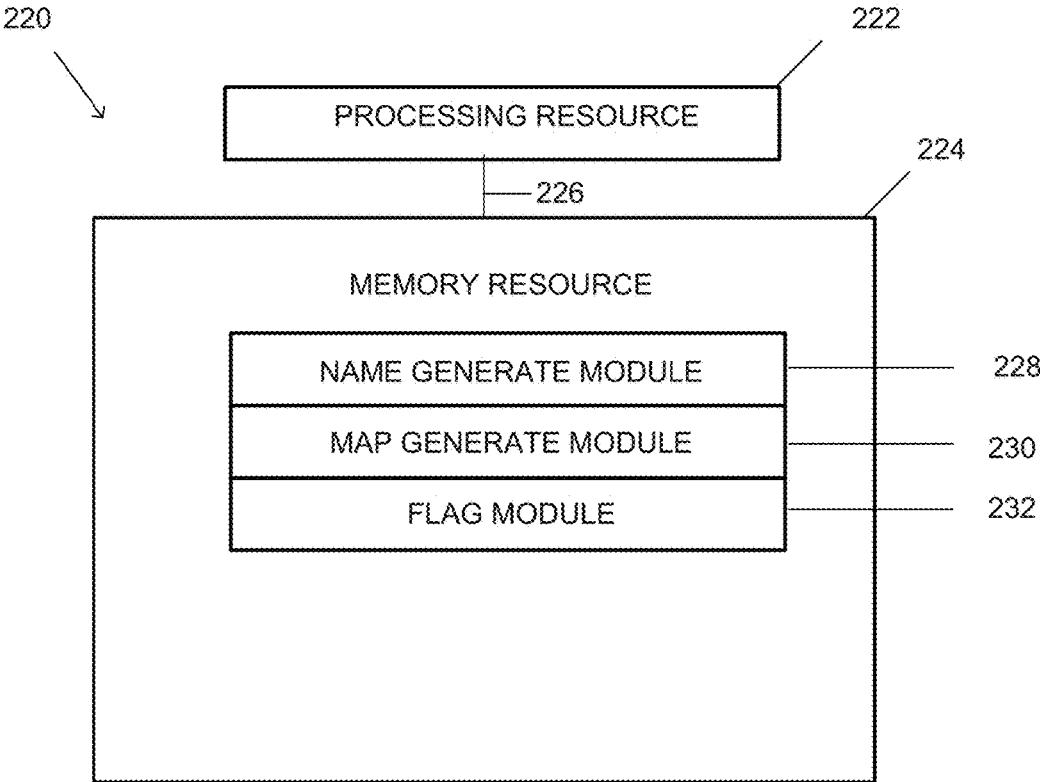 220
222
PROCESSING RESOURCE
224
226
MEMORY RESOURCE
NAME GENERATE MODULE
228
MAP GENERATE MODULE
230
FLAG MODULE
232